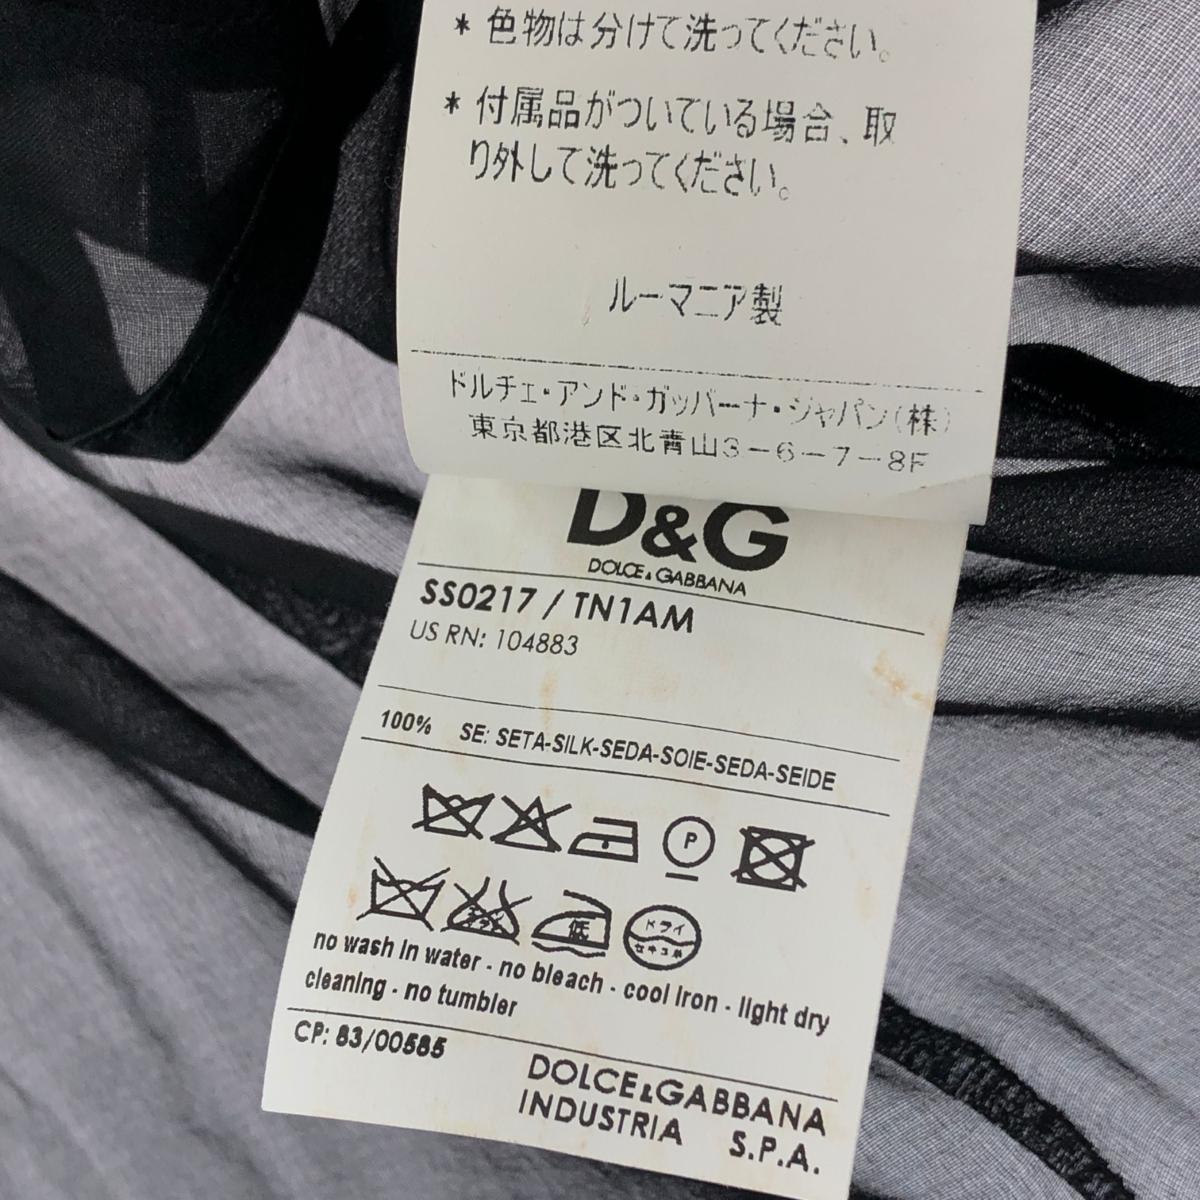 * 色物は分けて洗ってください。
* 付属品がついている場合、取
り外して洗ってください。
ルーマニア製
ドルチェ・アンド・ガッバーナ・ジャパン(株)
東京都港区北青山3-6-7-8F
D&G
DOLCE&GABBANA
SS0217 / TN1AM
US RN: 104883
100% SE: SETA-SILK-SEDA-SOIE-SEDA-SEIDE
P
低 ドライ
no wash in water - no bleach - cool iron - light dry
cleaning - no tumbler
CP: 83/00585
DOLCE&GABBANA
INDUSTRIA S.P.A.